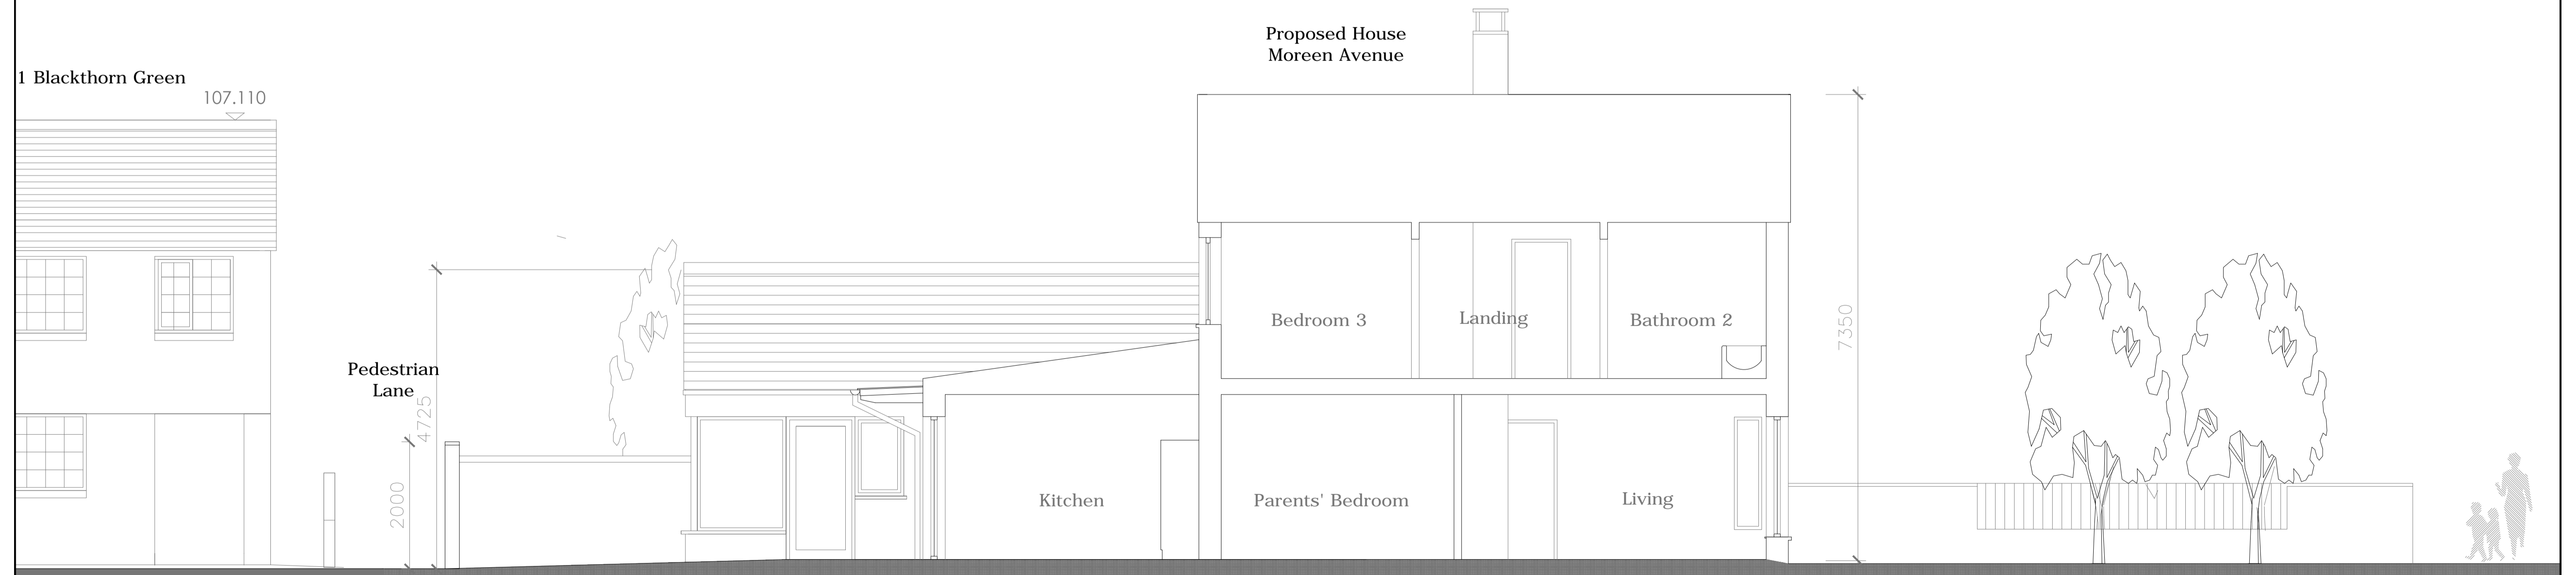 Proposed House
Moreen Avenue
1 Blackthorn Green
107.110
Bedroom 3
Landing
Bathroom 2
7350
Pedestrian
Lane
4725
2000
Kitchen
Parents' Bedroom
Living